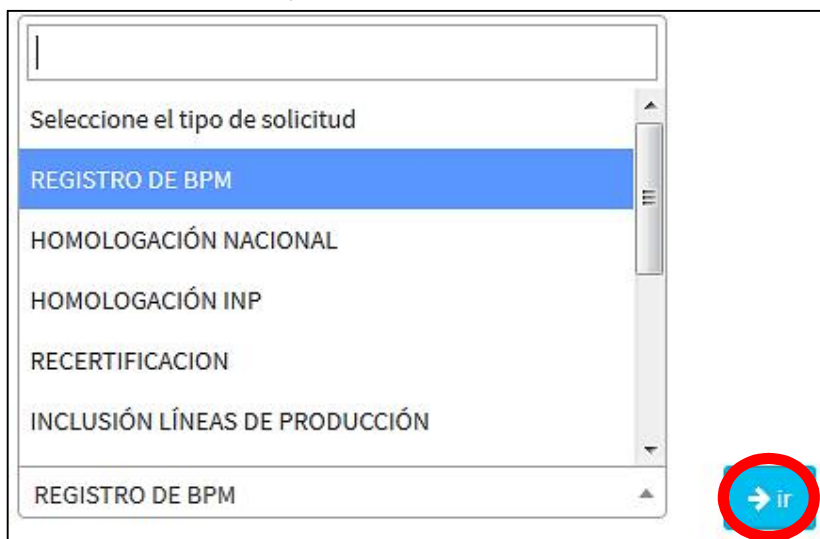 Seleccione el tipo de solicitud
REGISTRO DE BPM
HOMOLOGACIÓN NACIONAL
HOMOLOGACIÓN INP
RECERTIFICACION
INCLUSIÓN LÍNEAS DE PRODUCCIÓN
REGISTRO DE BPM
ir